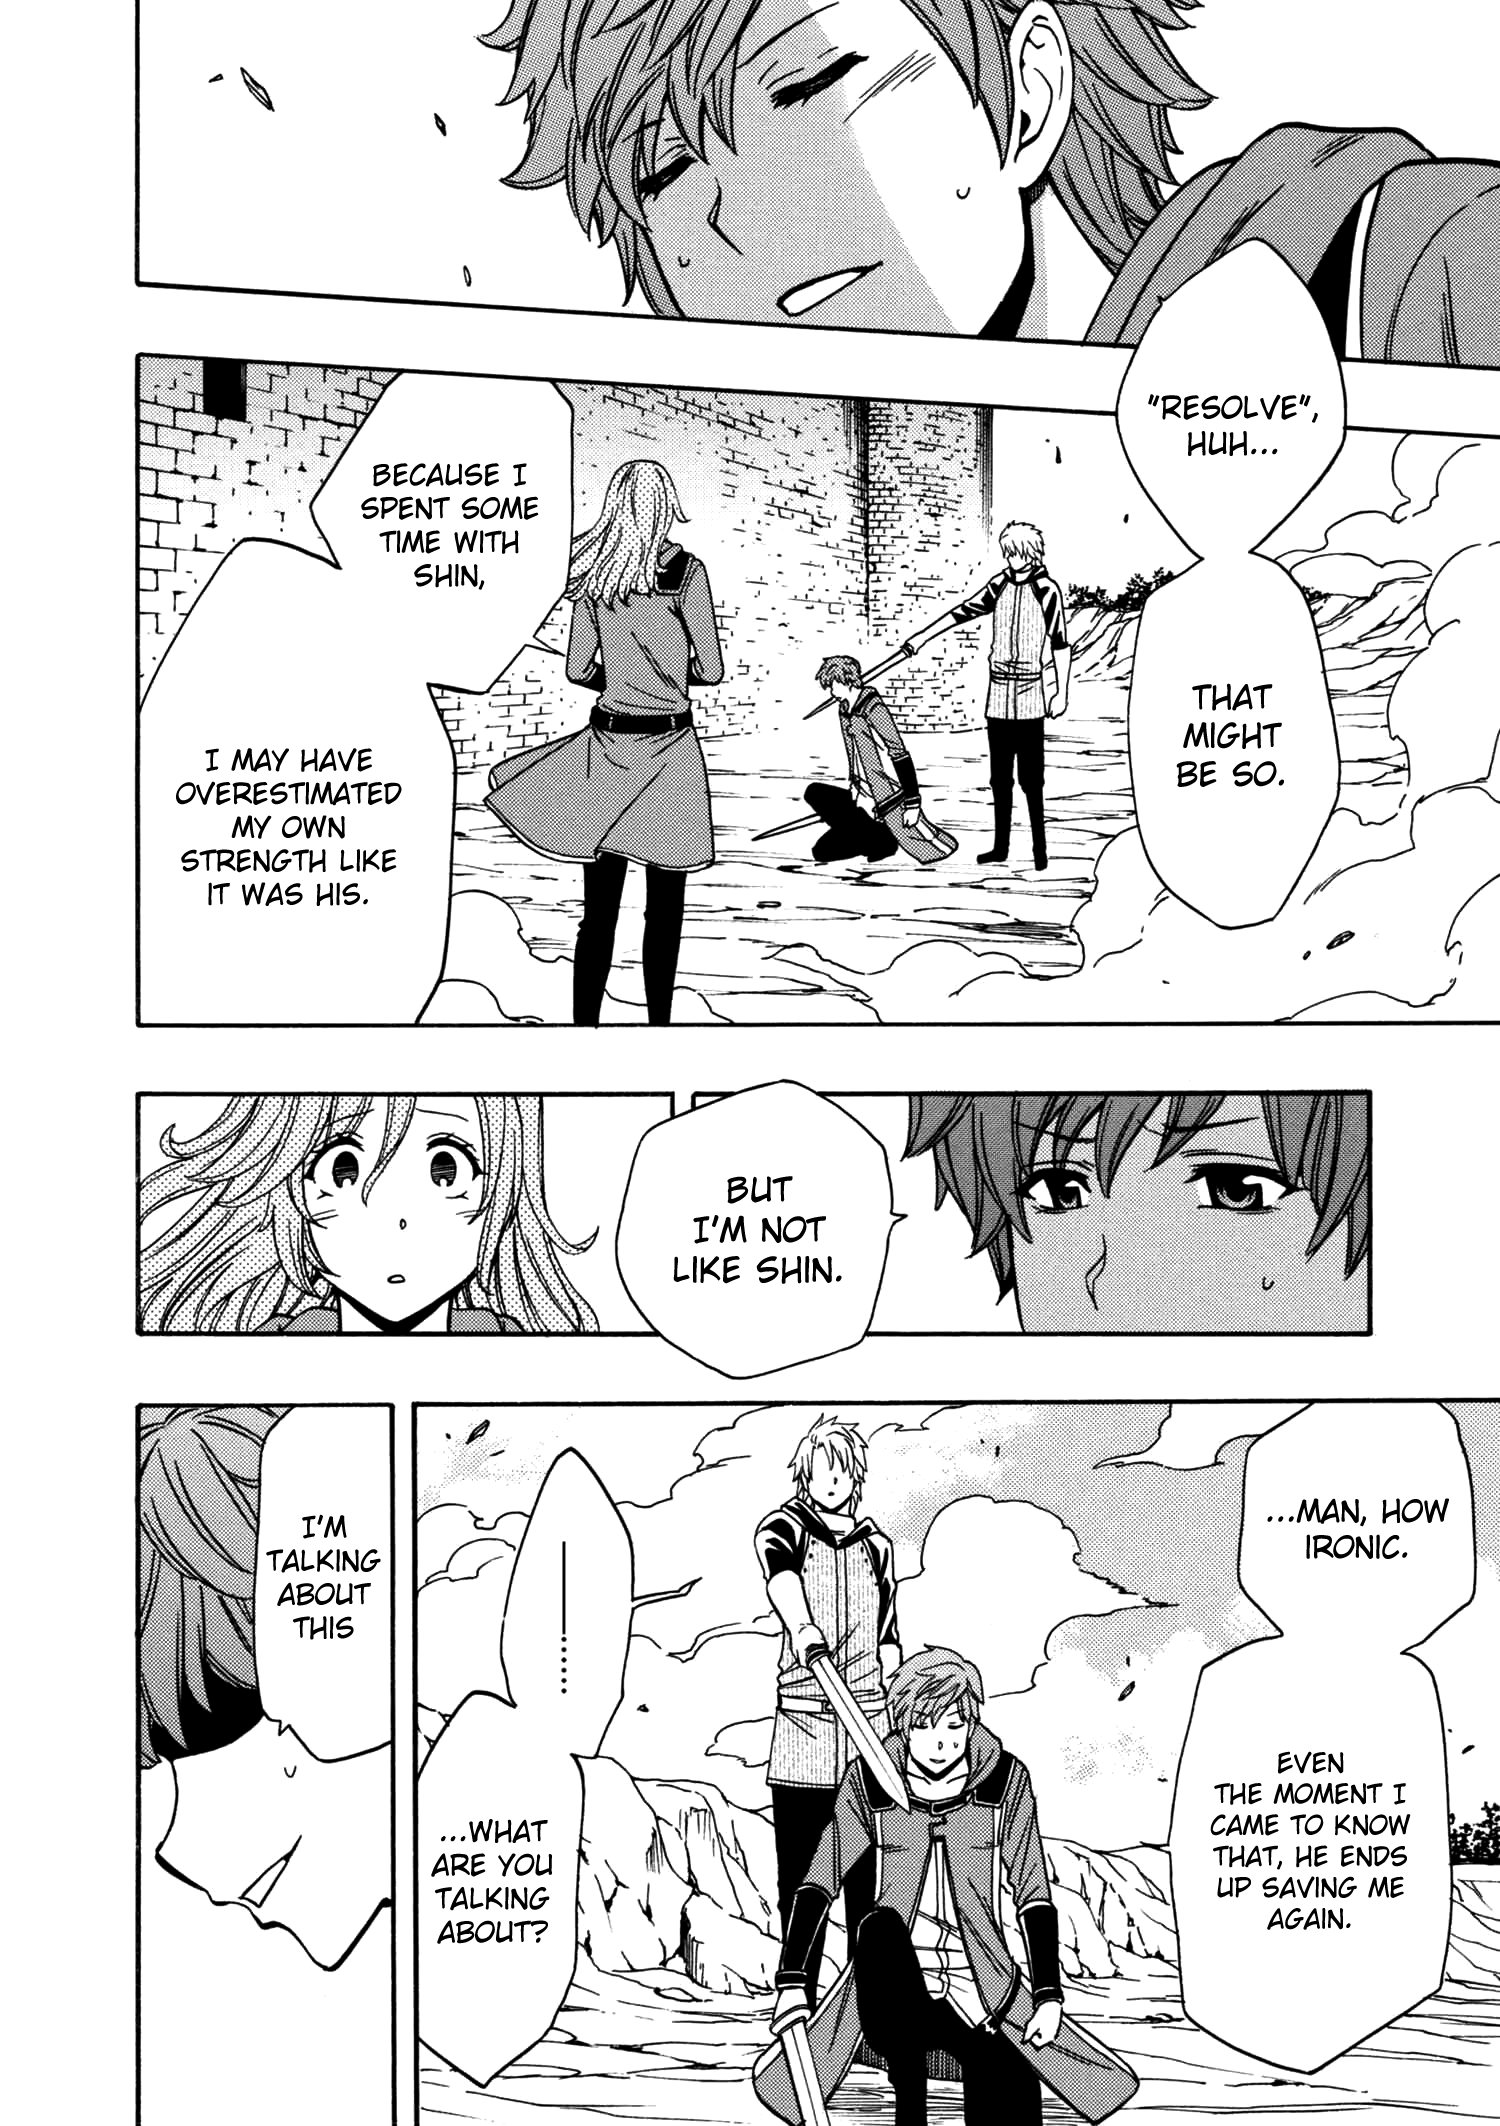 "RESOLVE",
HUH...
THAT
MIGHT
BE SO.
BECAUSE I
SPENT SOME
TIME WITH
SHIN,
I MAY HAVE
OVERESTIMATED
MY OWN
STRENGTH LIKE
IT WAS HIS.
BUT
I'M NOT
LIKE SHIN.
...MAN, HOW
IRONIC.
EVEN
THE MOMENT I
CAME TO KNOW
THAT, HE ENDS
UP SAVING ME
AGAIN.
—......
...WHAT
ARE YOU
TALKING
ABOUT?
I'M
TALKING
ABOUT
THIS